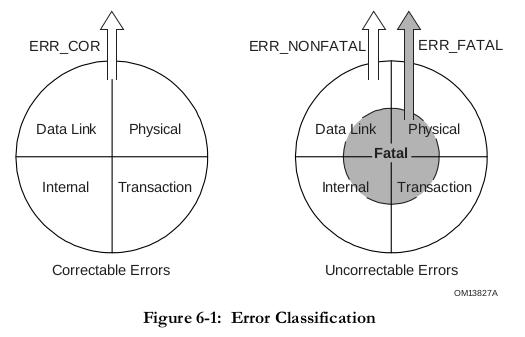 ERR_COR
ERR_NONFATAL
ERR_FATAL
Data Link
Physical
Internal
Transaction
Data Link
Physical
Fatal
Internal
Transaction
Correctable Errors
Uncorrectable Errors
OM13827A
Figure 6-1: Error Classification